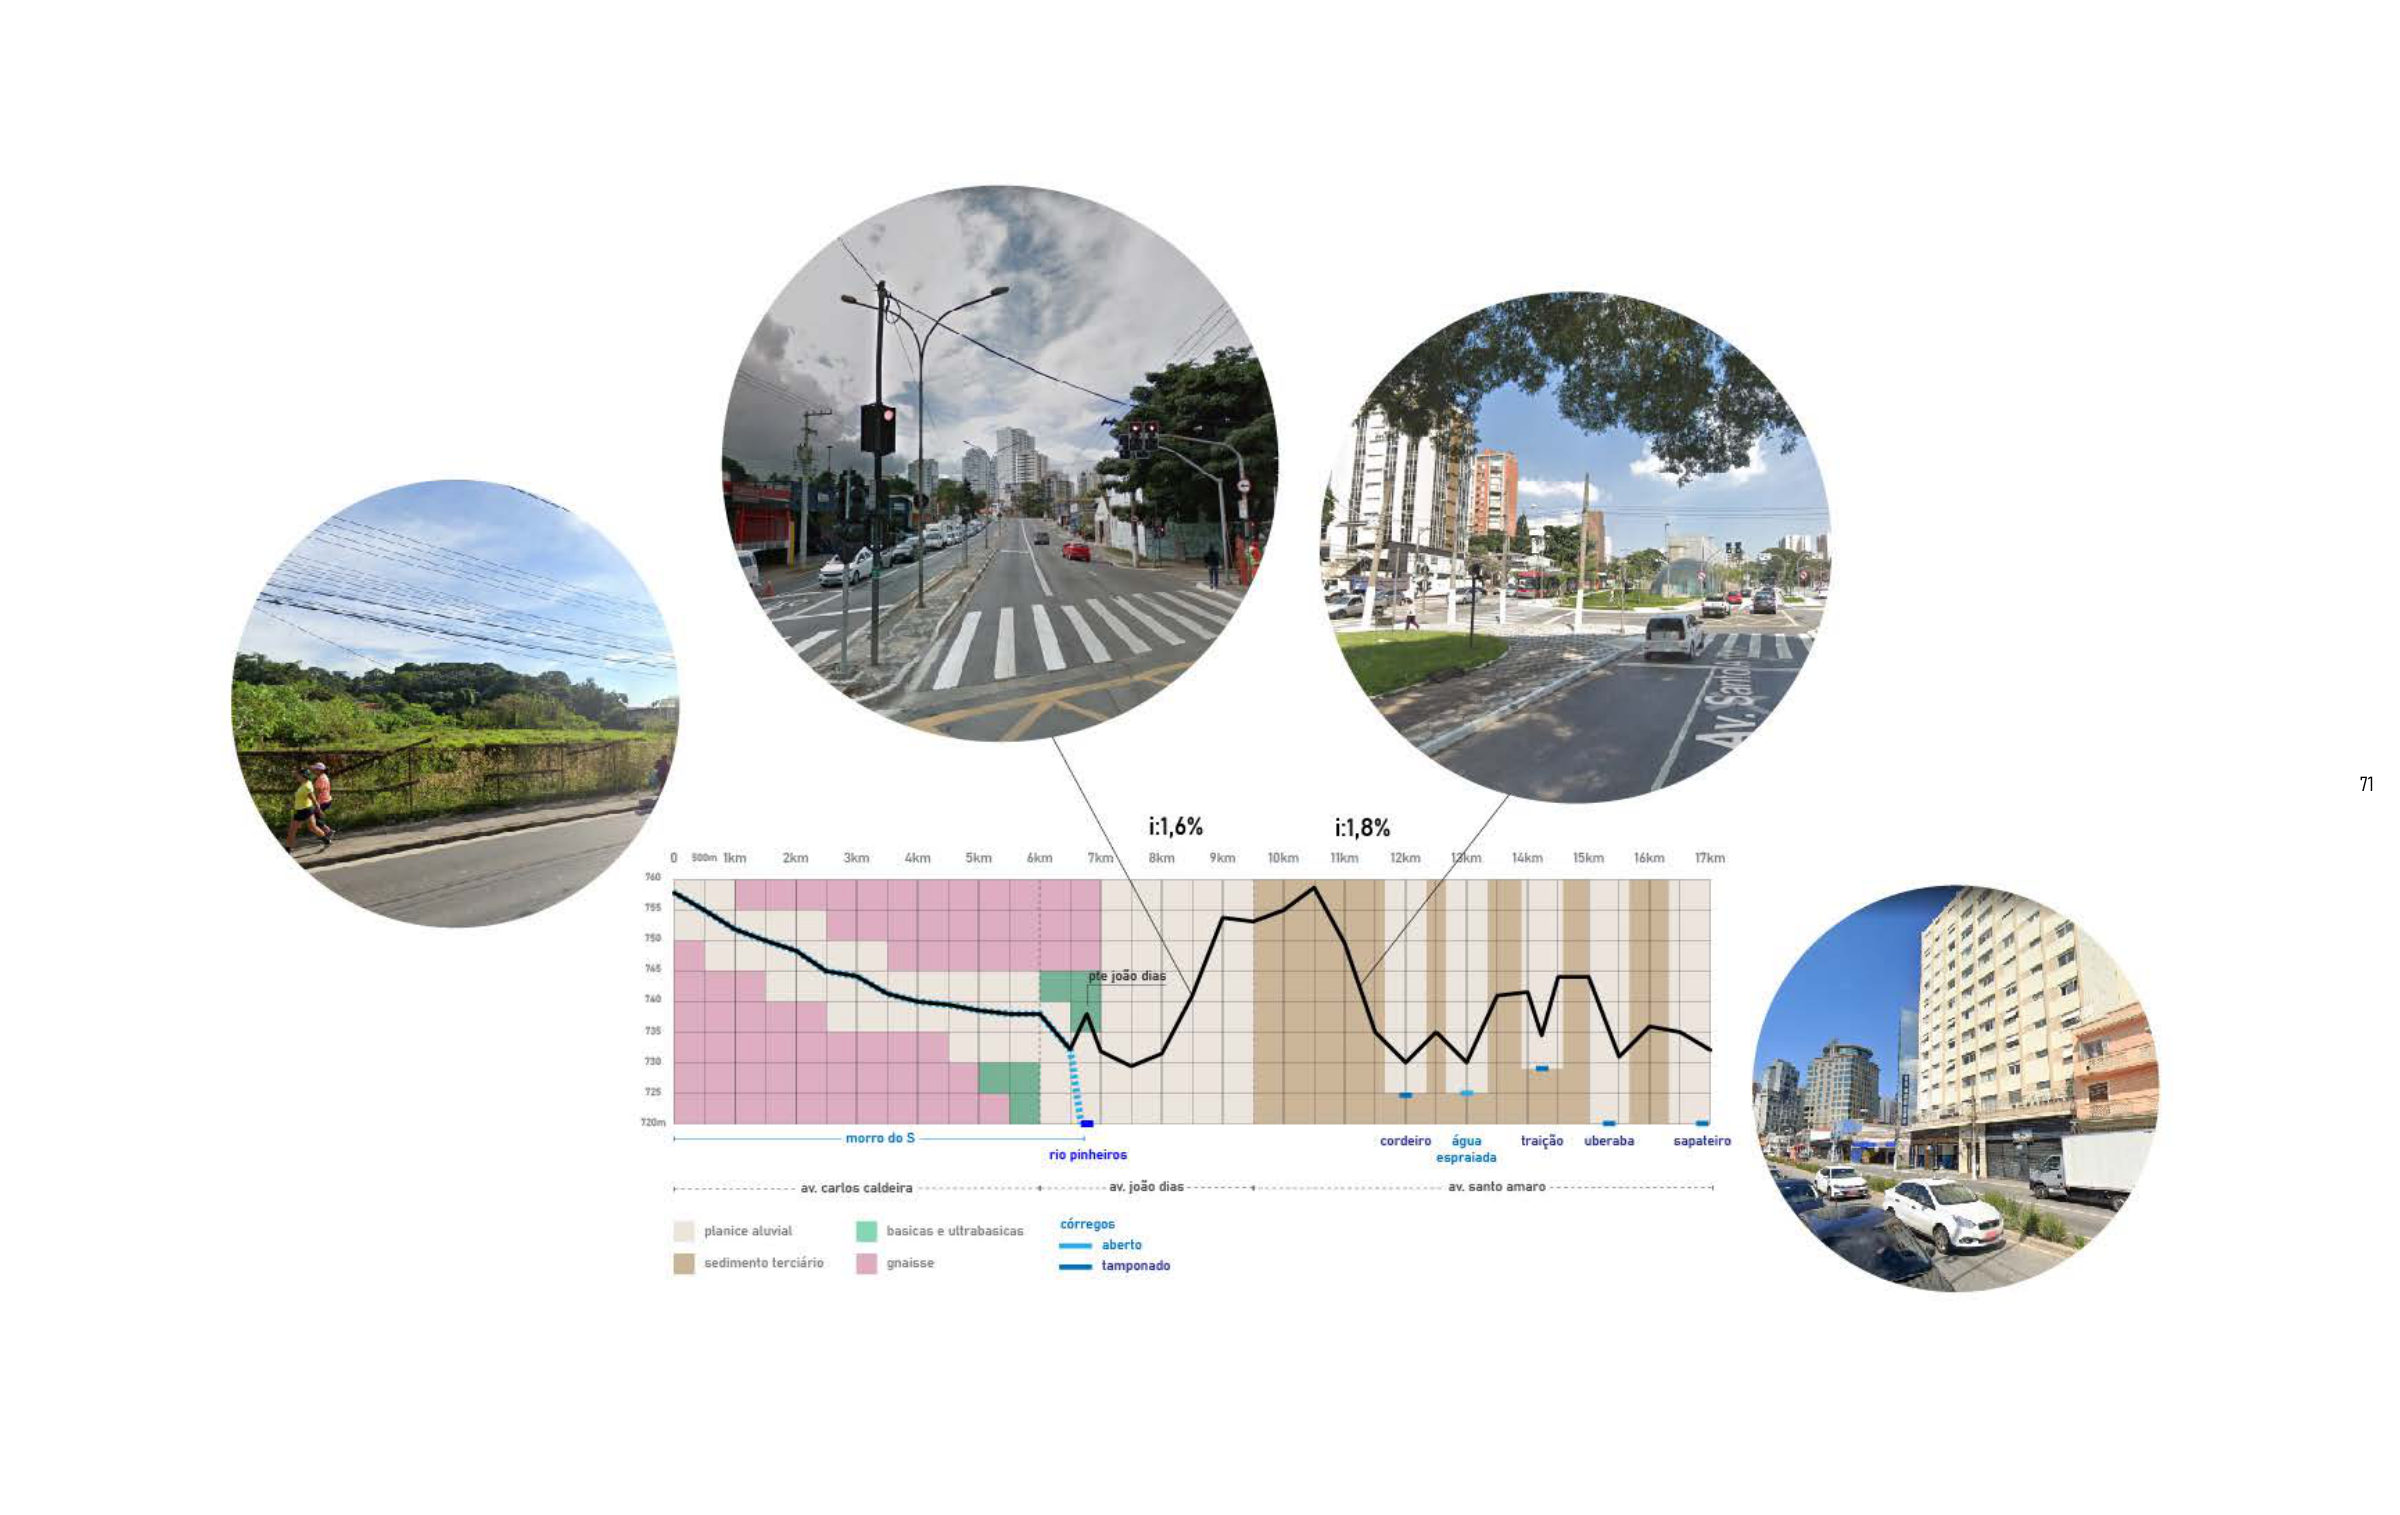 71
Av. Santo
i:1,6%
i:1,8%
0 500m 1km 2km 3km 4km 5km 6km 7km 8km 9km 10km 11km 12km 13km 14km 15km 16km 17km
760
755
750
765
740
735
730
725
720m
pte joão dias
morro do S
rio pinheiros
cordeiro
água
espraiada
traição
uberaba
sapateiro
av. carlos caldeira
av. joão dias
av. santo amaro
planice aluvial
sedimento terciário
basicas e ultrabasicas
gnaisse
córregos
aberto
tamponado